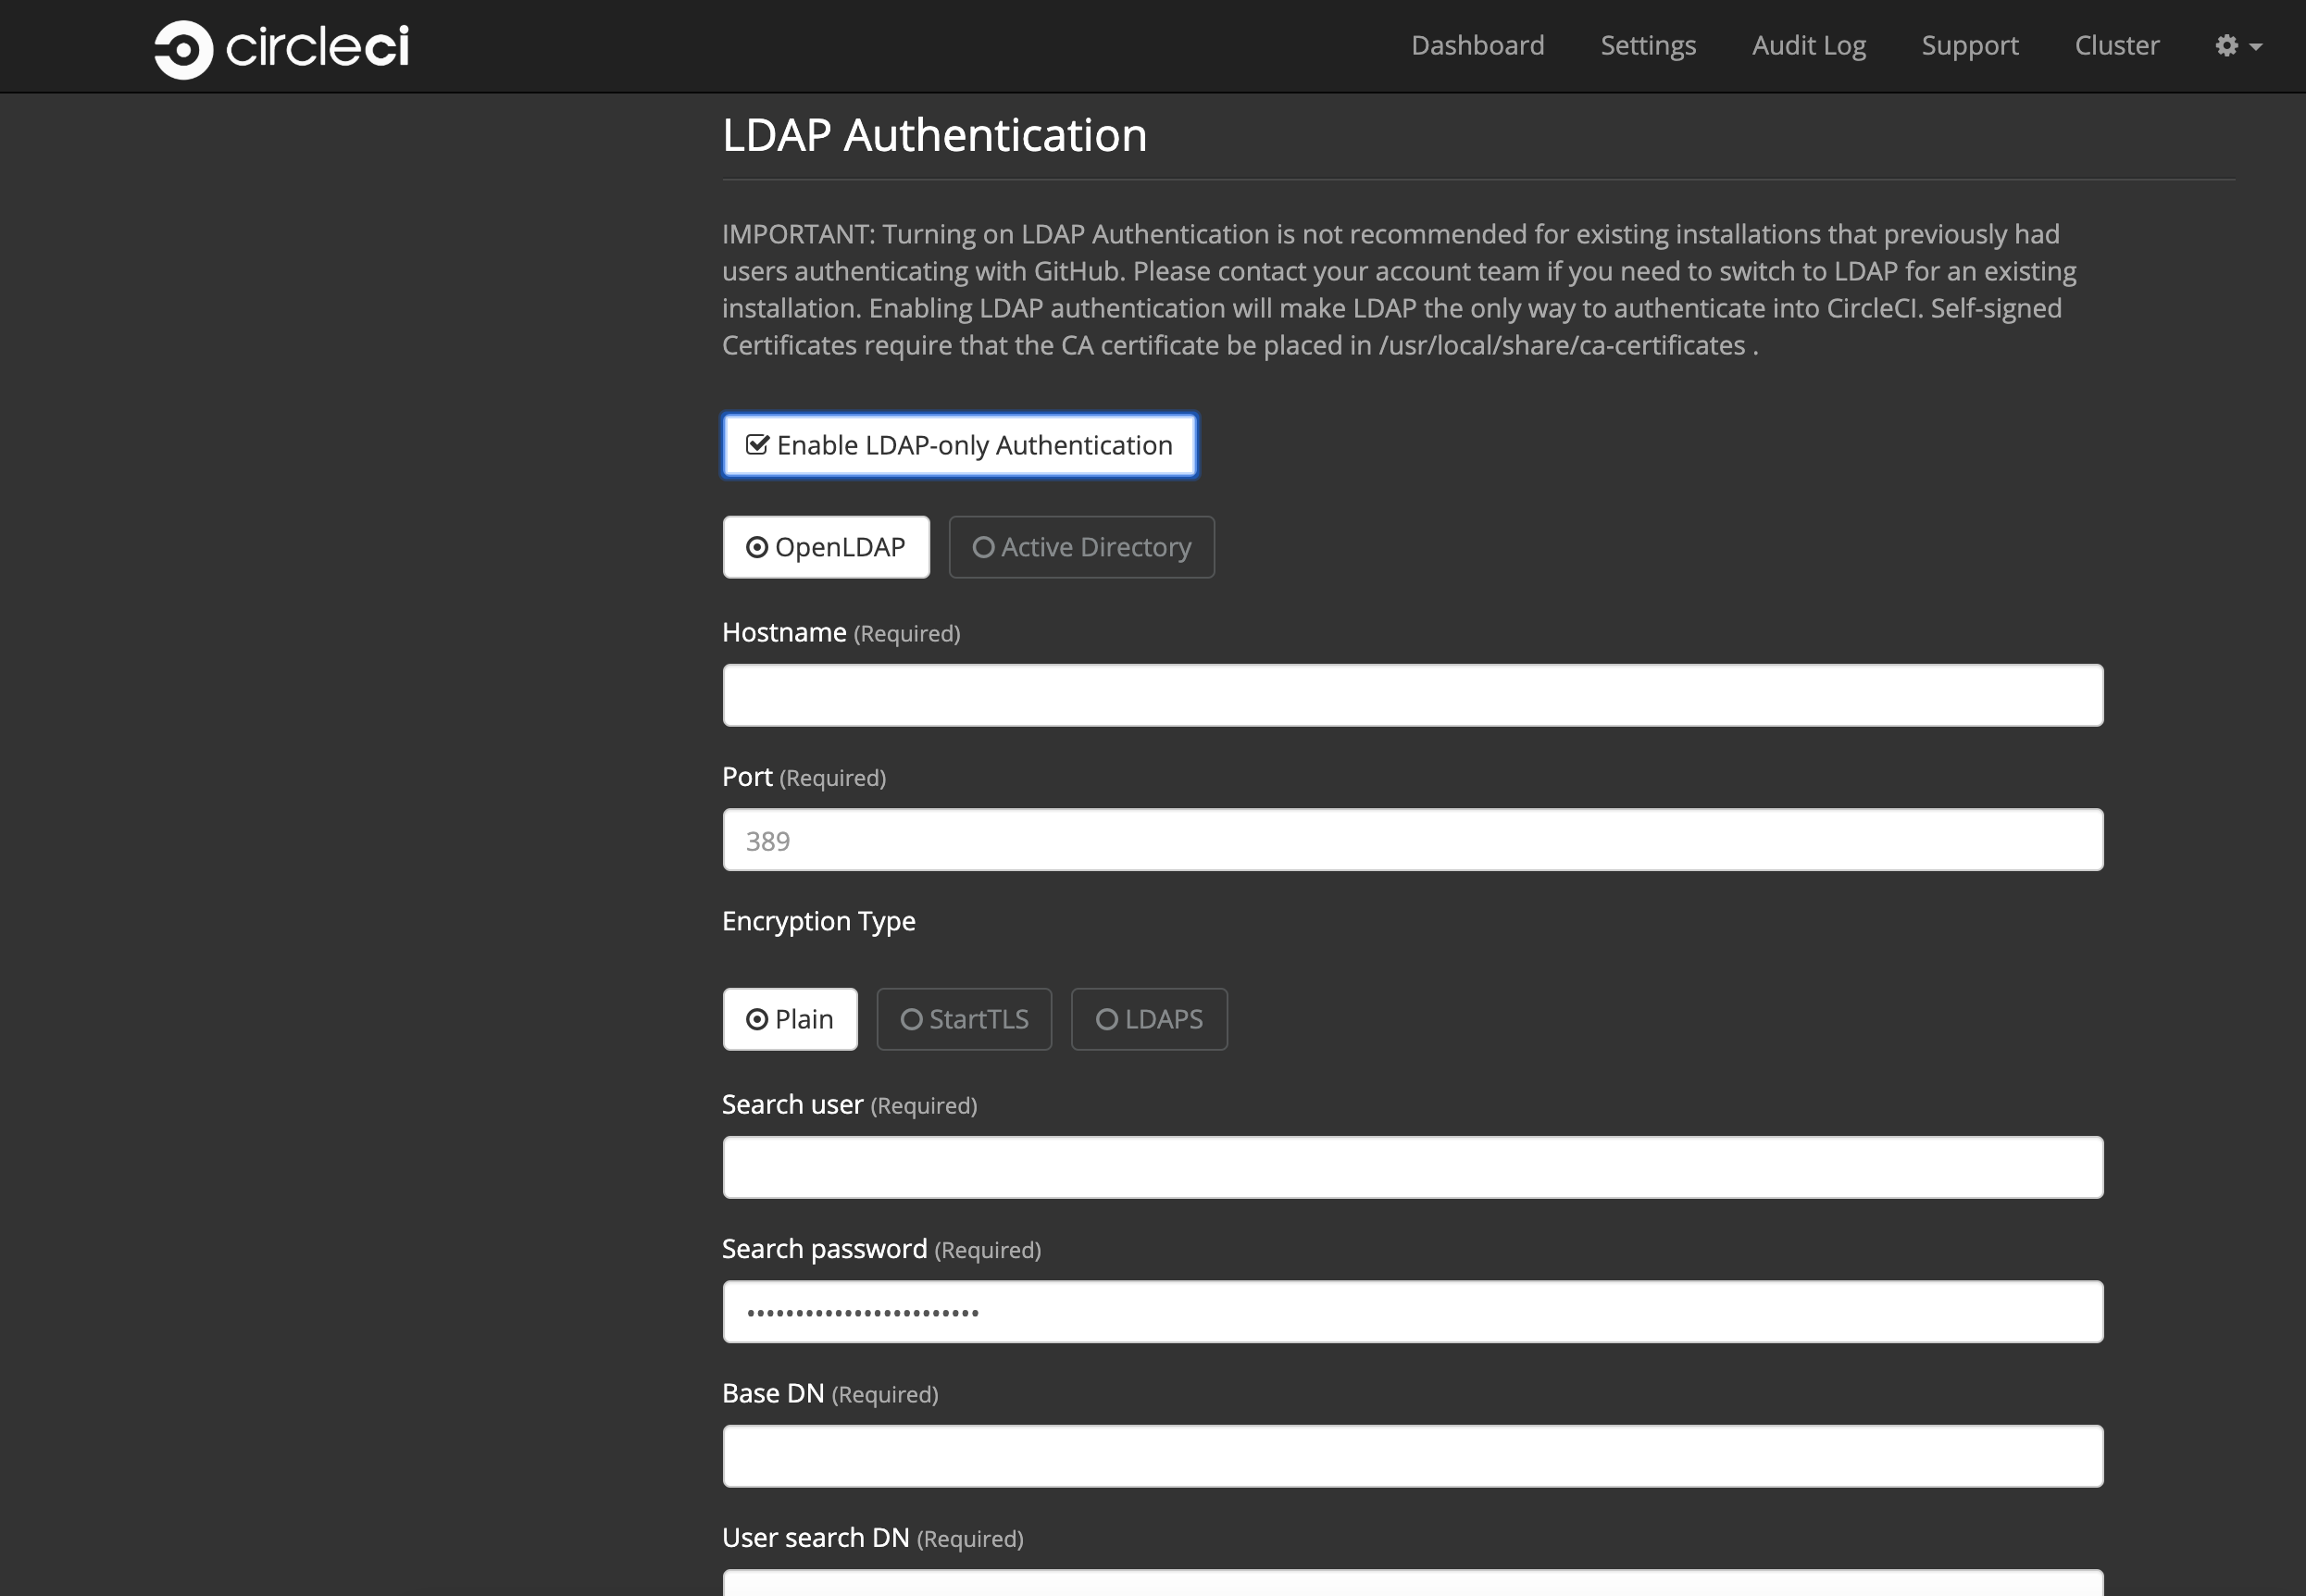 circleci
Dashboard Settings Audit Log Support Cluster
LDAP Authentication
IMPORTANT: Turning on LDAP Authentication is not recommended for existing installations that previously had
users authenticating with GitHub. Please contact your account team if you need to switch to LDAP for an existing
installation. Enabling LDAP authentication will make LDAP the only way to authenticate into CircleCI. Self-signed
Certificates require that the CA certificate be placed in /usr/local/share/ca-certificates .
Enable LDAP-only Authentication
OpenLDAP Active Directory
Hostname (Required)
Port (Required)
389
Encryption Type
Plain StartTLS LDAPS
Search user (Required)
Search password (Required)
••••••••••••••••••••••••
Base DN (Required)
User search DN (Required)